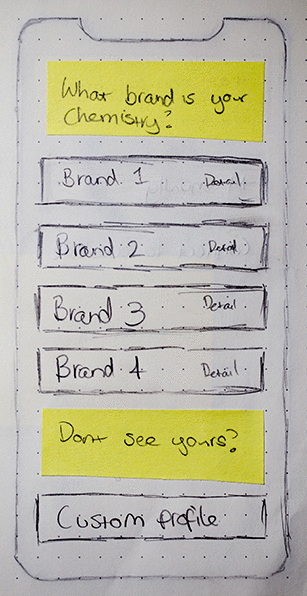 What brand is your
Chemistry?
Brand 1 Detail
Brand 2 Detail
Brand 3 Detail
Brand 4 Detail
Dont see yours?
Custom profile